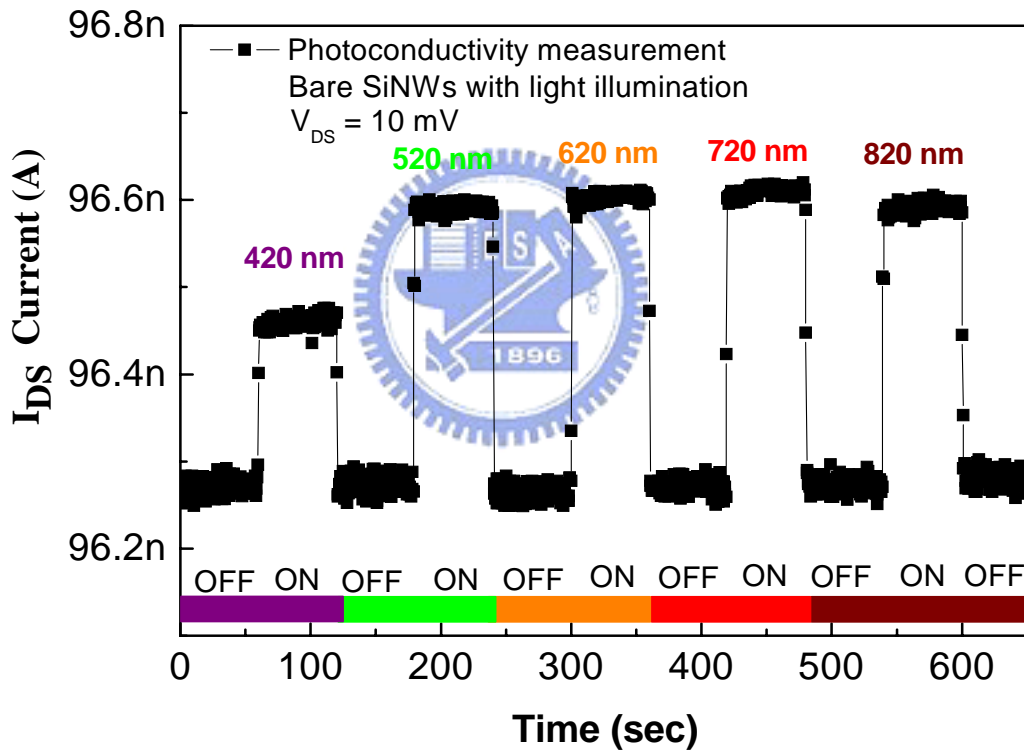 96.8n
Photoconductivity measurement
Bare SiNWs with light illumination
V_DS = 10 mV
520 nm
620 nm
720 nm
820 nm
96.6n
420 nm
I_DS Current (A)
S A
96.4n
1896
96.2n
OFF ON OFF ON OFF ON OFF ON OFF ON OFF
0 100 200 300 400 500 600
Time (sec)